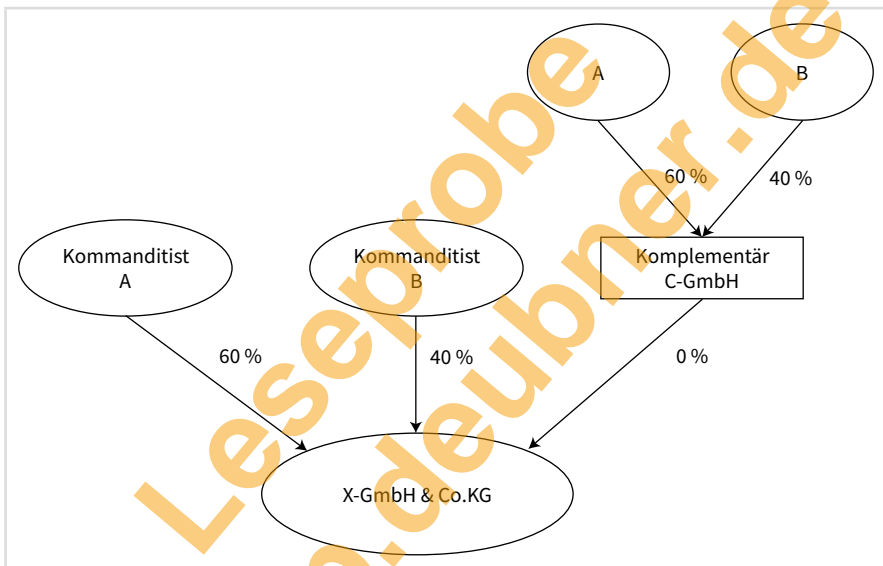 A
B
60 %
40 %
Kommanditist
A
Kommanditist
B
Komplementär
C-GmbH
60 %
40 %
0 %
X-GmbH & Co.KG
Leseprobe
.deubner.de